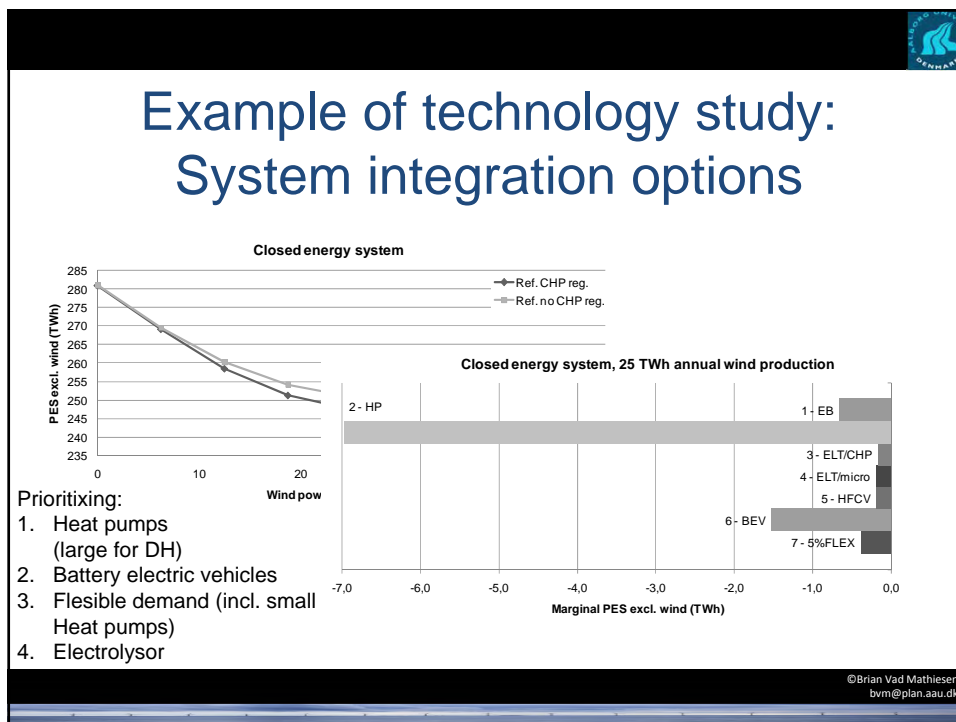 AALBORG UNIV
DENMARK
Example of technology study:
System integration options
Closed energy system
285
280
275
270
265
260
255
250
245
240
235
PES excl. wind (TWh)
Ref. CHP reg.
Ref. no CHP reg.
0
10
20
Wind pow
Closed energy system, 25 TWh annual wind production
2 - HP
1 - EB
3 - ELT/CHP
4 - ELT/micro
5 - HFCV
6 - BEV
7 - 5%FLEX
-7,0
-6,0
-5,0
-4,0
-3,0
-2,0
-1,0
0,0
Marginal PES excl. wind (TWh)
Prioritixing:
1. Heat pumps
(large for DH)
2. Battery electric vehicles
3. Flesible demand (incl. small
Heat pumps)
4. Electrolysor
©Brian Vad Mathiesen
bvm@plan.aau.dk